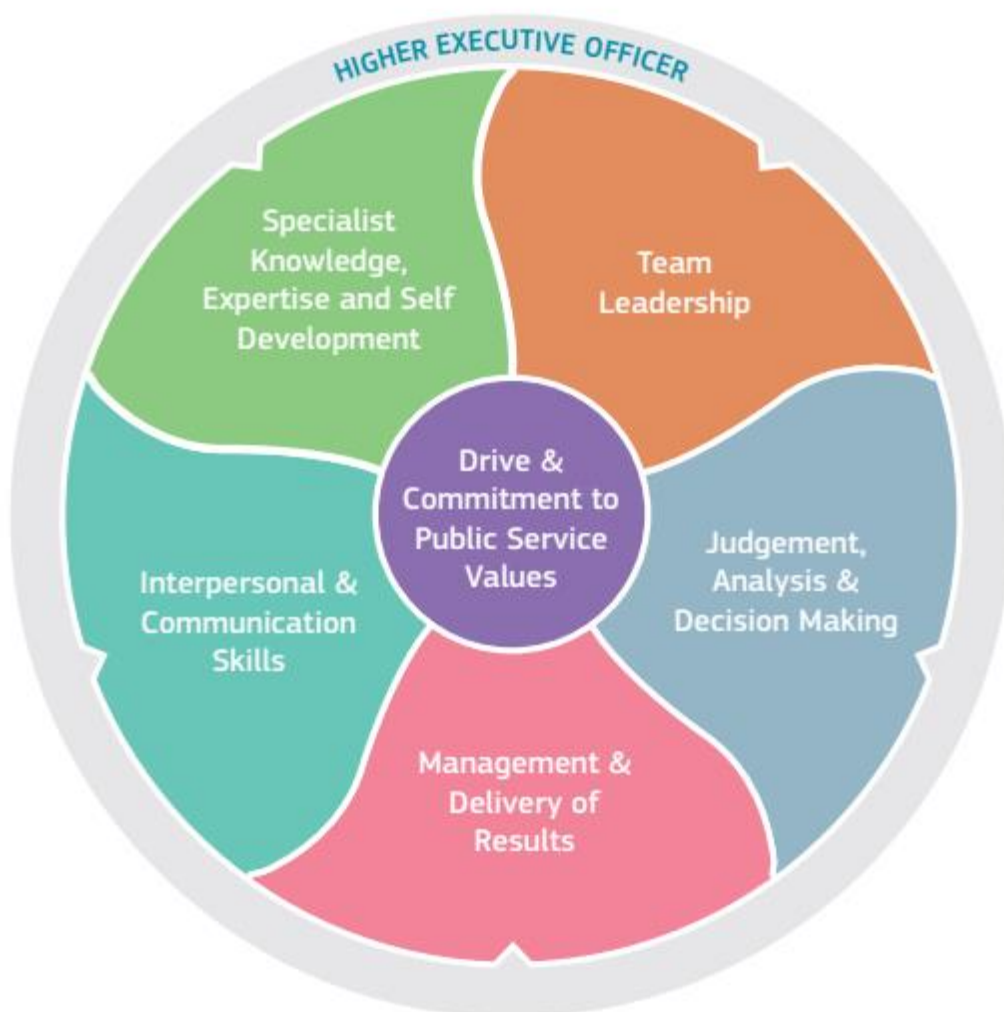 HIGHER EXECUTIVE OFFICER
Specialist
Knowledge,
Expertise and Self
Development
Team
Leadership
Drive &
Commitment to
Public Service
Values
Judgement,
Analysis &
Decision Making
Interpersonal &
Communication
Skills
Management &
Delivery of
Results